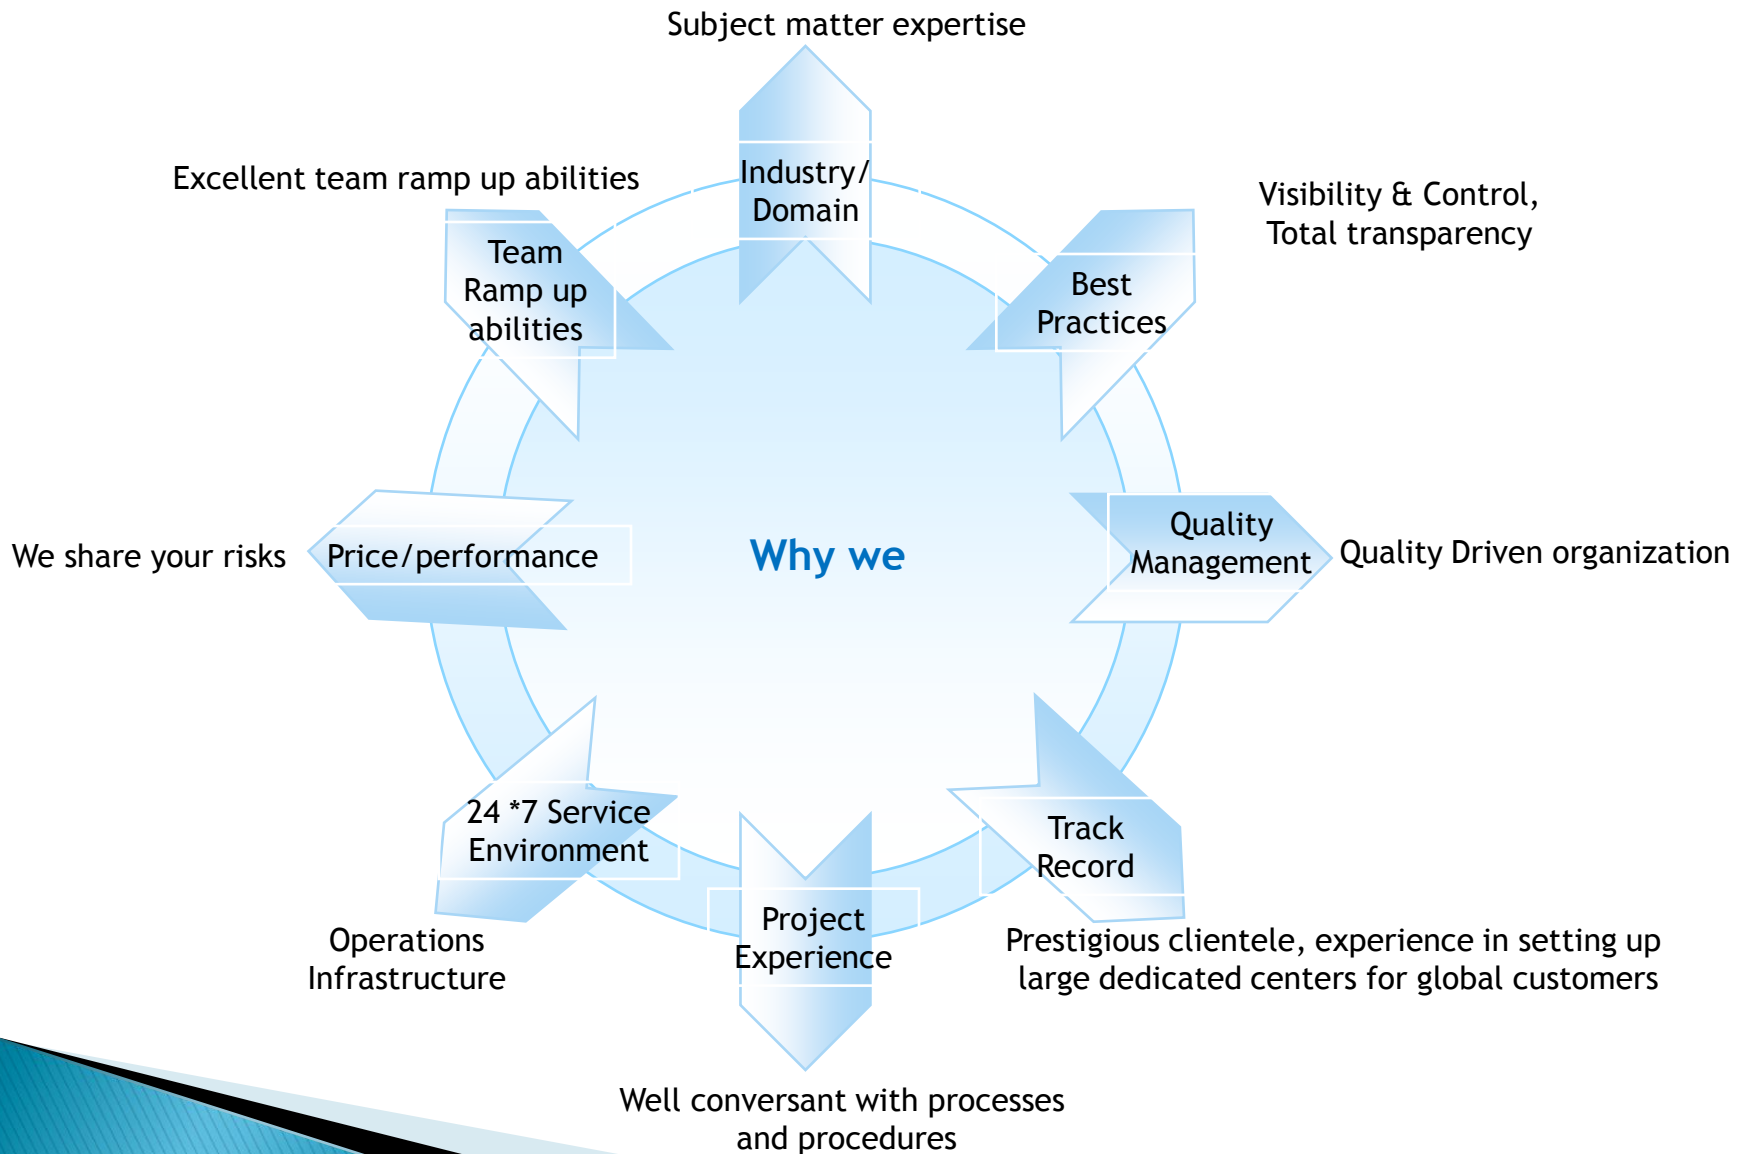 Subject matter expertise
Industry/
Domain
Excellent team ramp up abilities
Team
Ramp up
abilities
Visibility & Control,
Total transparency
Best
Practices
We share your risks
Price/performance
Why we
Quality
Management
Quality Driven organization
24 *7 Service
Environment
Operations
Infrastructure
Project
Experience
Well conversant with processes
and procedures
Track
Record
Prestigious clientele, experience in setting up
large dedicated centers for global customers